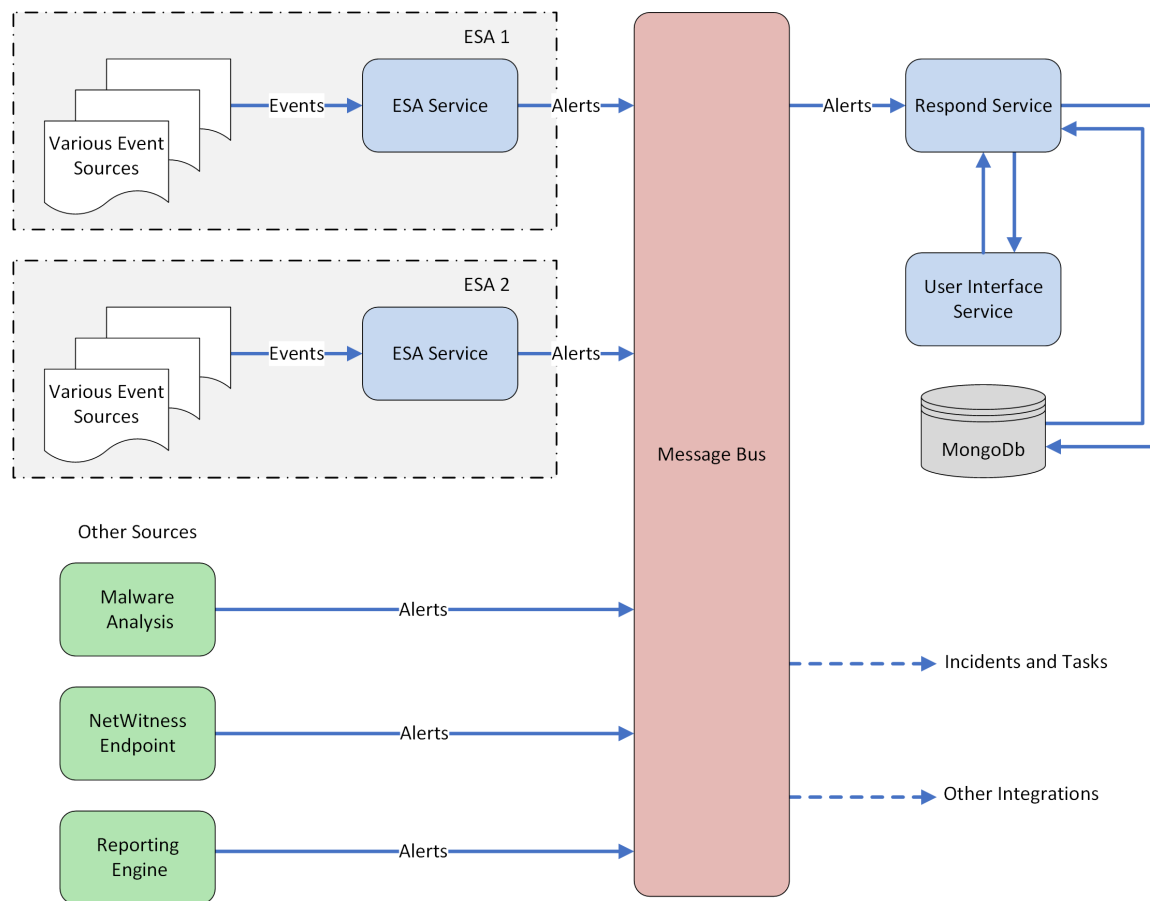 ESA 1
Various Event
Sources
Events
ESA Service
Alerts
ESA 2
Various Event
Sources
Events
ESA Service
Alerts
Other Sources
Malware
Analysis
Alerts
NetWitness
Endpoint
Alerts
Reporting
Engine
Alerts
Message Bus
Alerts
Respond Service
User Interface
Service
MongoDb
Incidents and Tasks
Other Integrations